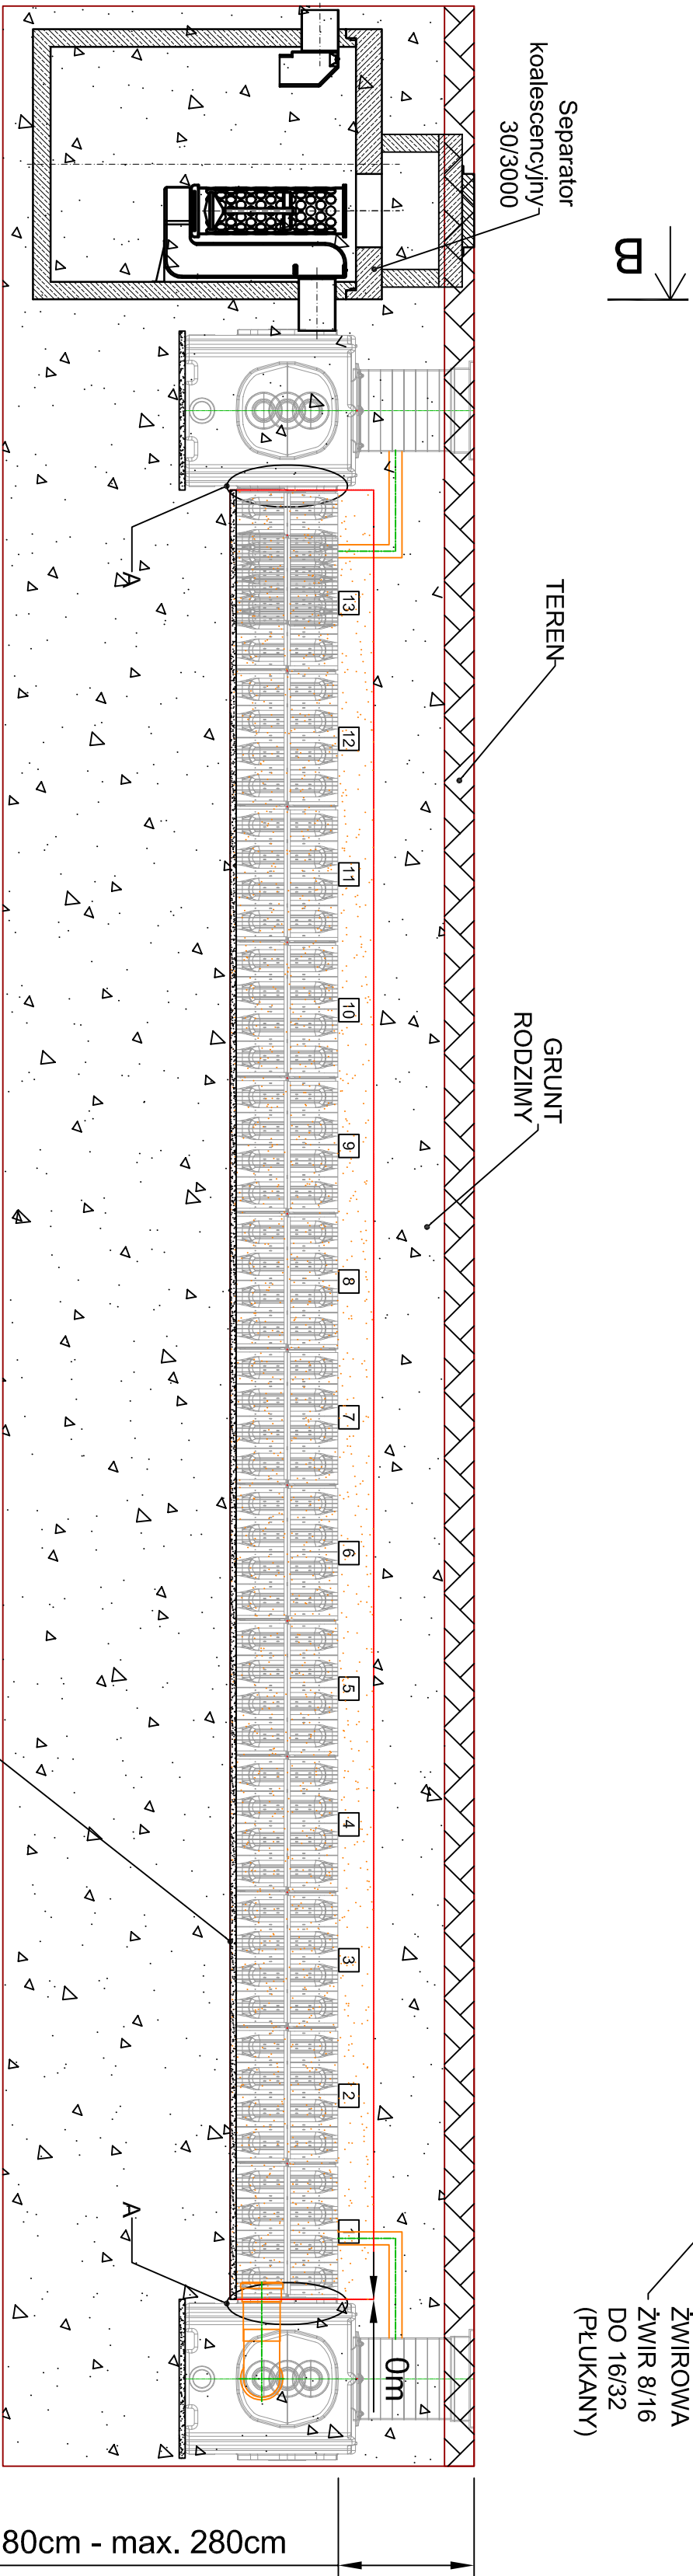 Separator
koalescencyjny
30/3000
B
TEREN
GRUNT
RODZIMY
ŻWIROWA
ŻWIR 8/16
DO 16/32
(PŁUKANY)
A
13
12
11
10
9
8
7
6
5
4
3
2
1
A
0m
80cm - max. 280cm